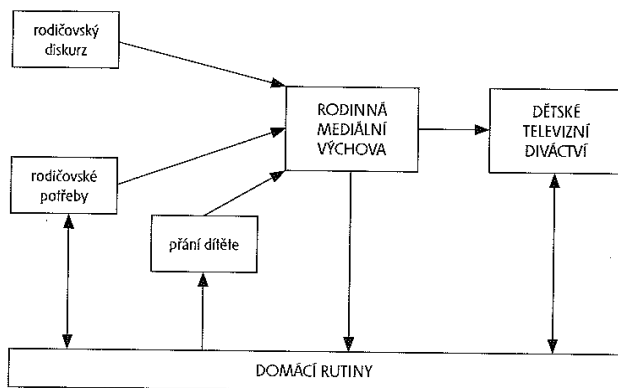 rodičovský
diskurz
RODINNÁ
MEDIÁLNÍ
VÝCHOVA
DĚTSKÉ
TELEVIZNÍ
DIVÁCTVÍ
rodičovské
potřeby
přání dítěte
DOMÁCÍ RUTINY